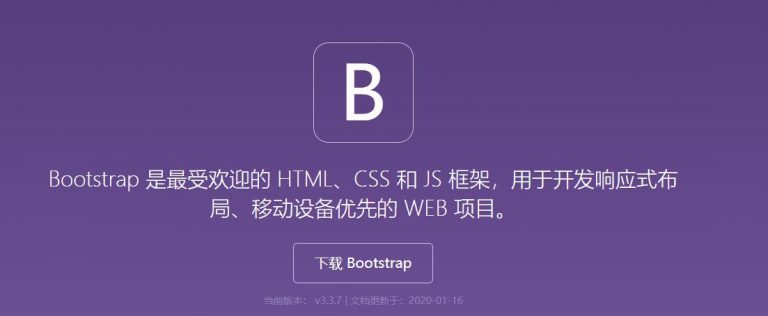 B
Bootstrap 是最受欢迎的 HTML、CSS 和 JS 框架，用于开发响应式布
局、移动设备优先的 WEB 项目。
下载 Bootstrap
当前版本： v3.3.7 | 文档更新于：2020-01-16